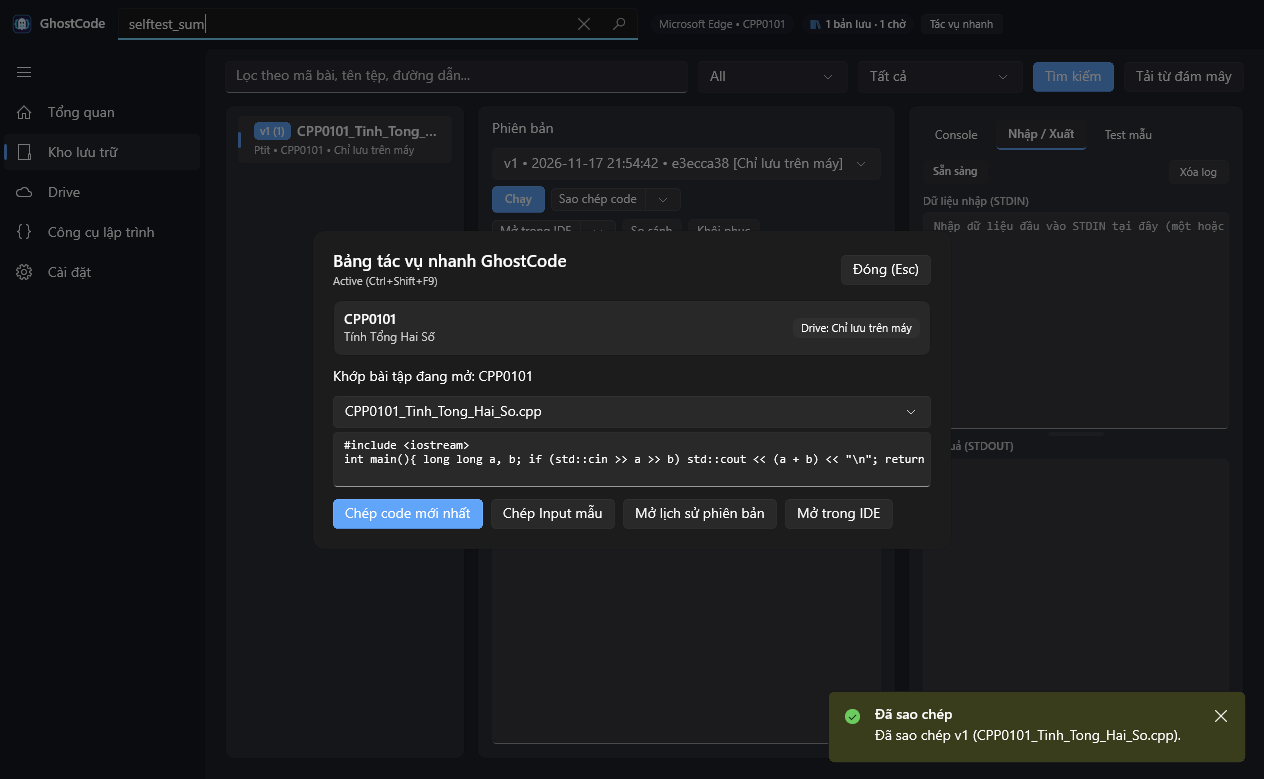 GhostCode
selftest_sum
Microsoft Edge • CPP0101
1 bản lưu · 1 chờ
Tác vụ nhanh
Tổng quan
Kho lưu trữ
Drive
Công cụ lập trình
Cài đặt
Lọc theo mã bài, tên tệp, đường dẫn...
All
Tất cả
Tìm kiếm
Tải từ đám mây
v1 (1) CPP0101_Tinh_Tong_...
Ptit • CPP0101 • Chỉ lưu trên máy
Phiên bản
v1 • 2026-11-17 21:54:42 • e3ecca38 [Chỉ lưu trên máy]
Chạy
Sao chép code
Mở trong IDE
So sánh
Khôi phục
Console
Nhập / Xuất
Test mẫu
Sẵn sàng
Xóa log
Dữ liệu nhập (STDIN)
Nhập dữ liệu đầu vào STDIN tại đây (một hoặc
(STDOUT)
Bảng tác vụ nhanh GhostCode
Active (Ctrl+Shift+F9)
Đóng (Esc)
CPP0101
Tính Tổng Hai Số
Drive: Chỉ lưu trên máy
Khớp bài tập đang mở: CPP0101
CPP0101_Tinh_Tong_Hai_So.cpp
#include <iostream>
int main(){ long long a, b; if (std::cin >> a >> b) std::cout << (a + b) << "\n"; return
Chép code mới nhất
Chép Input mẫu
Mở lịch sử phiên bản
Mở trong IDE
Đã sao chép
Đã sao chép v1 (CPP0101_Tinh_Tong_Hai_So.cpp).